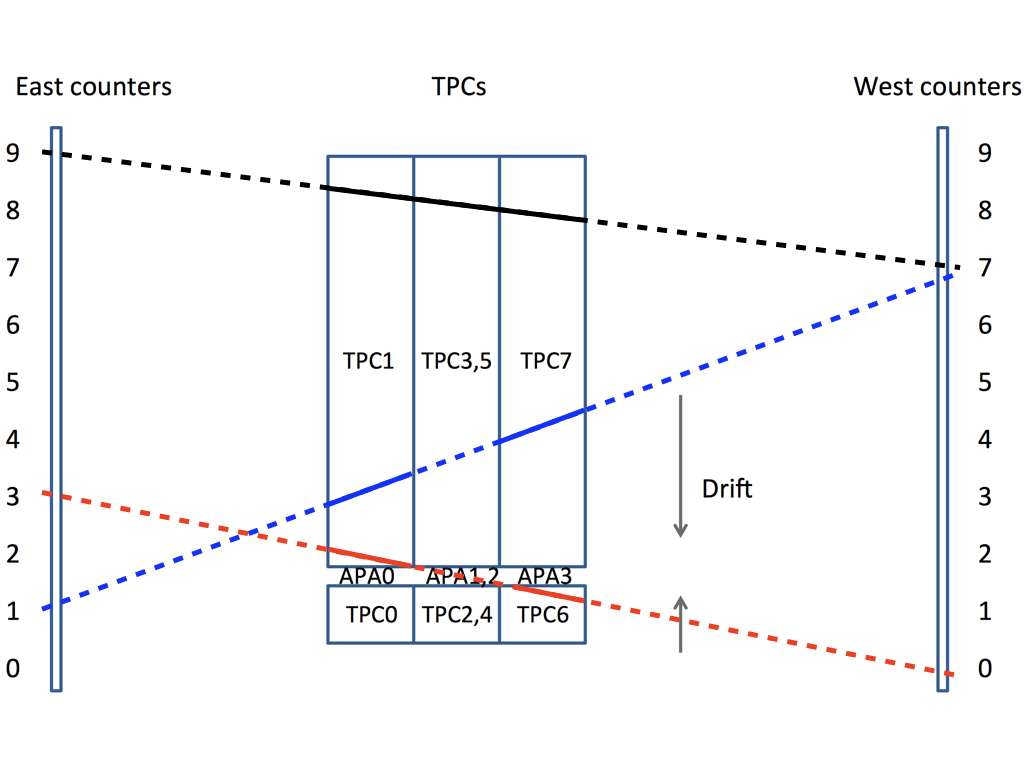 East counters TPCs West counters
9 9
8 8
7 7
6 6
TPC1 TPC3,5 TPC7
5 5
4 4
3 Drift 3
2 2
APA0 APA1,2 APA3
1 TPC0 TPC2,4 TPC6 1
0 0